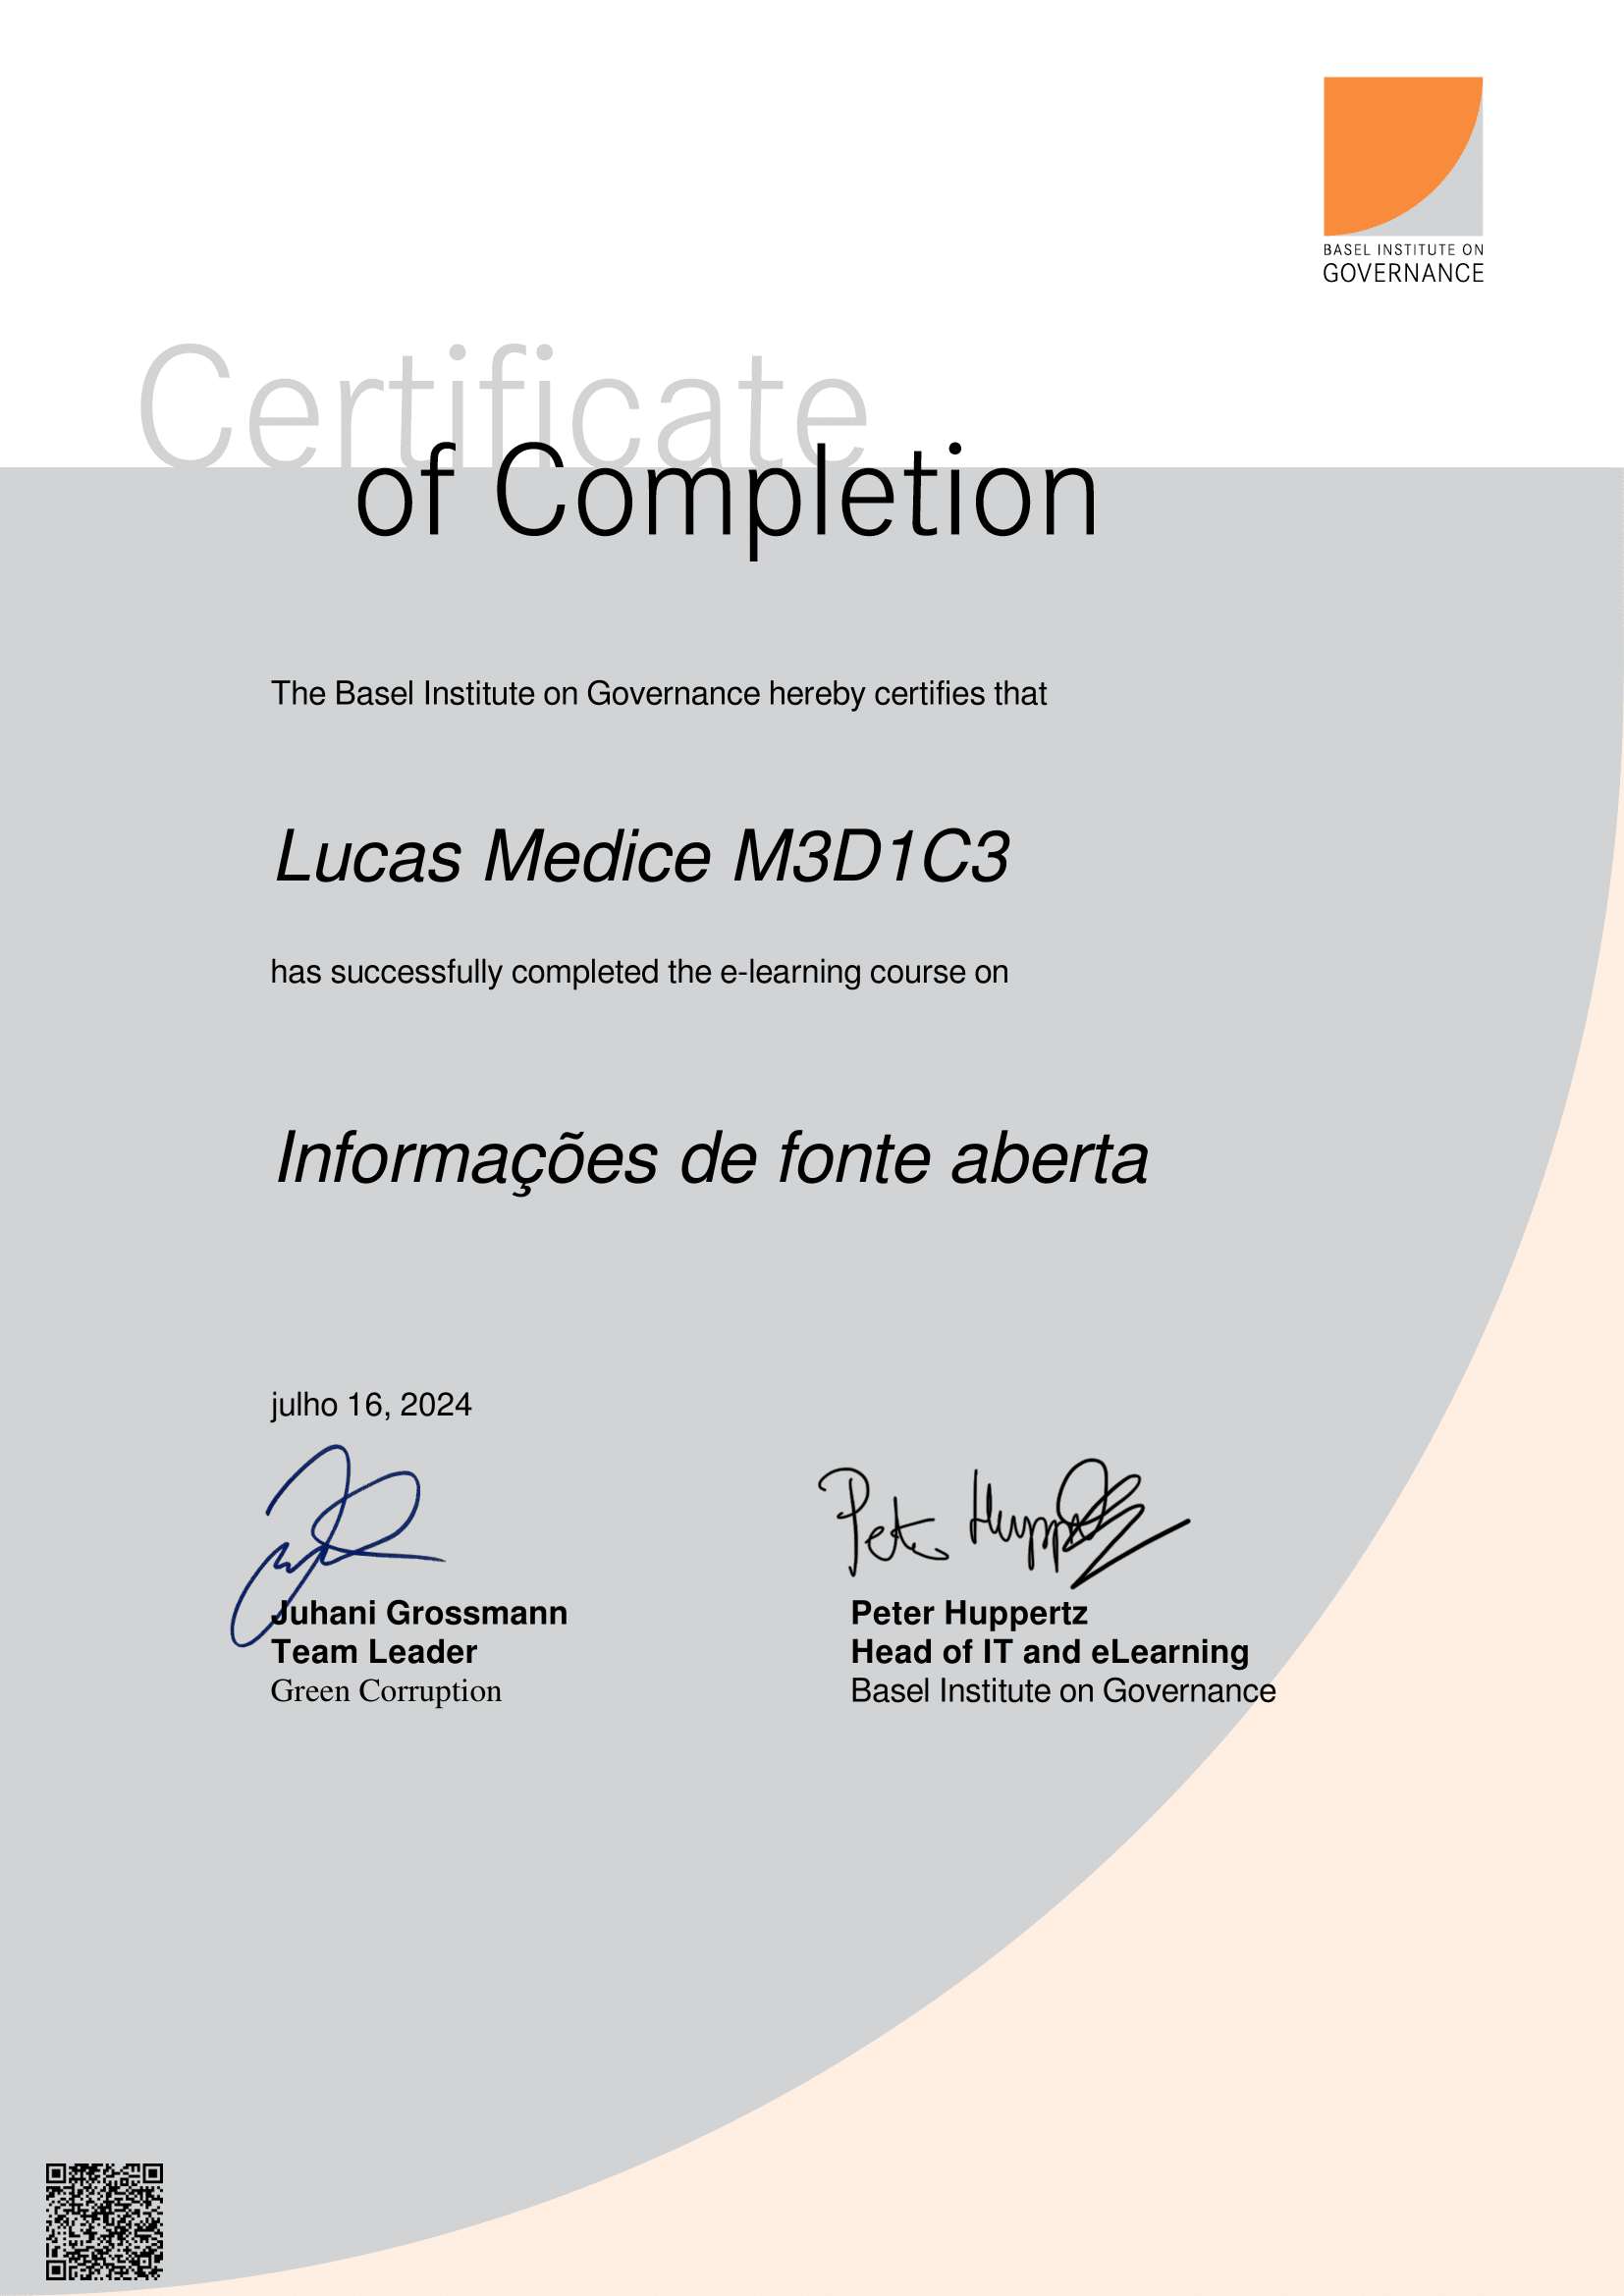 BASEL INSTITUTE ON
GOVERNANCE
Certificate
of Completion
The Basel Institute on Governance hereby certifies that
Lucas Medice M3D1C3
has successfully completed the e-learning course on
Informações de fonte aberta
julho 16, 2024
Peter Huppertz
Juhani Grossmann
Team Leader
Green Corruption
Peter Huppertz
Head of IT and eLearning
Basel Institute on Governance